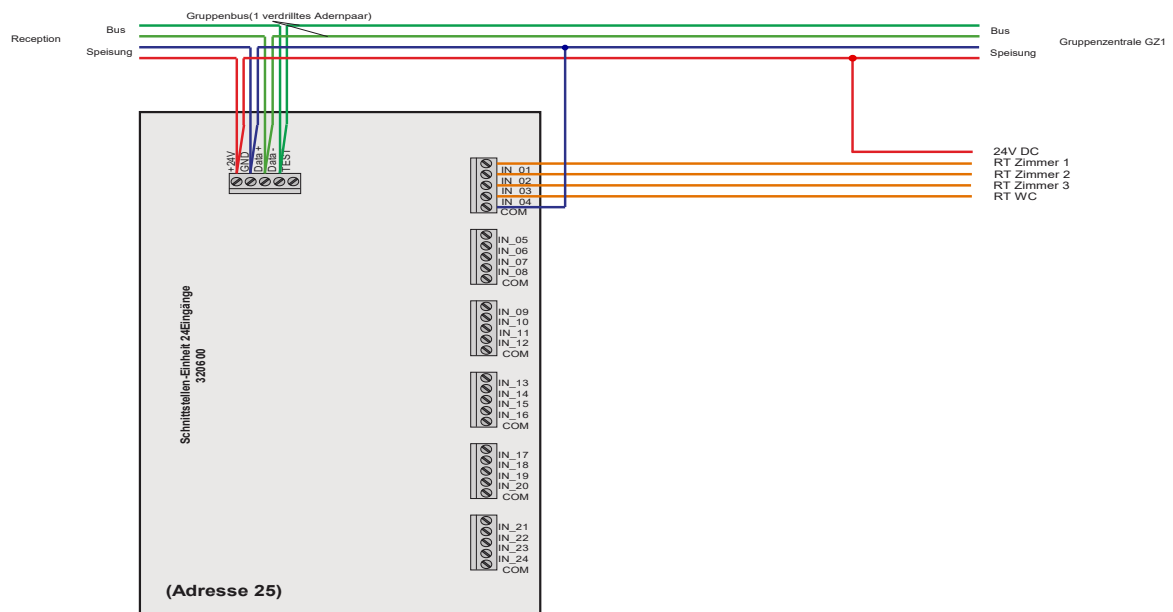 Gruppenbus(1 verdrilltes Adernpaar)
Reception
Bus
Speisung
Bus
Speisung
Gruppenzentrale GZ1
+24V
GND
Data +
Data -
TEST
24V DC
RT Zimmer 1
RT Zimmer 2
RT Zimmer 3
RT WC
IN_01
IN_02
IN_03
IN_04
COM
IN_05
IN_06
IN_07
IN_08
COM
IN_09
IN_10
IN_11
IN_12
COM
IN_13
IN_14
IN_15
IN_16
COM
IN_17
IN_18
IN_19
IN_20
COM
IN_21
IN_22
IN_23
IN_24
COM
Schnittstellen-Einheit 24Eingänge
320600
(Adresse 25)